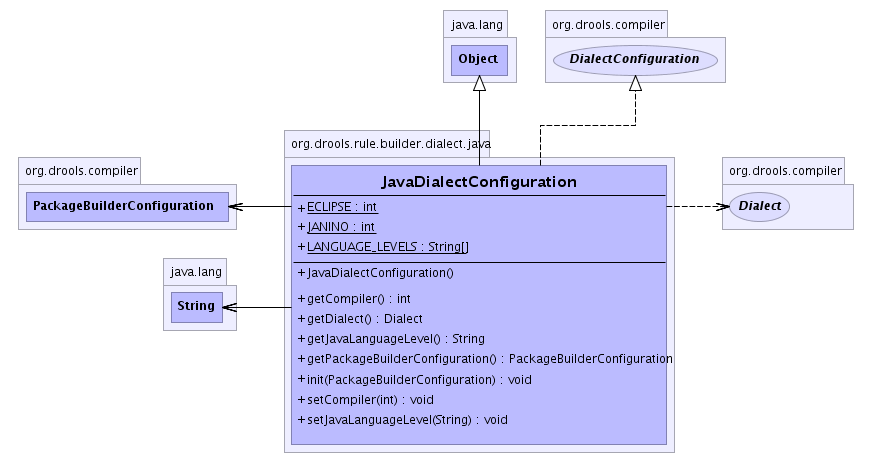 java.lang
Object
org.drools.compiler
DialectConfiguration
org.drools.rule.builder.dialect.java
JavaDialectConfiguration
+ ECLIPSE : int
+ JANINO : int
+ LANGUAGE_LEVELS : String[]
+ JavaDialectConfiguration()
+ getCompiler() : int
+ getDialect() : Dialect
+ getJavaLanguageLevel() : String
+ getPackageBuilderConfiguration() : PackageBuilderConfiguration
+ init(PackageBuilderConfiguration) : void
+ setCompiler(int) : void
+ setJavaLanguageLevel(String) : void
org.drools.compiler
PackageBuilderConfiguration
java.lang
String
org.drools.compiler
Dialect